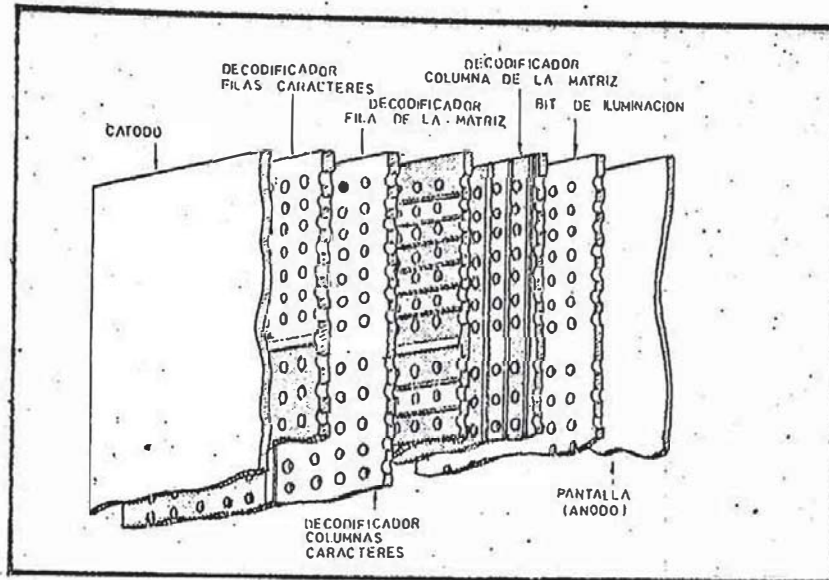 DECODIFICADOR
FILAS CARACTERES
DECODIFICADOR
COLUMNA DE LA MATRIZ
DECODIFICADOR
FILA DE LA MATRIZ
BIT DE ILUMINACION
CATODO
PANTALLA
(ANODO)
DECODIFICADOR
COLUMNAS
CARACTERES